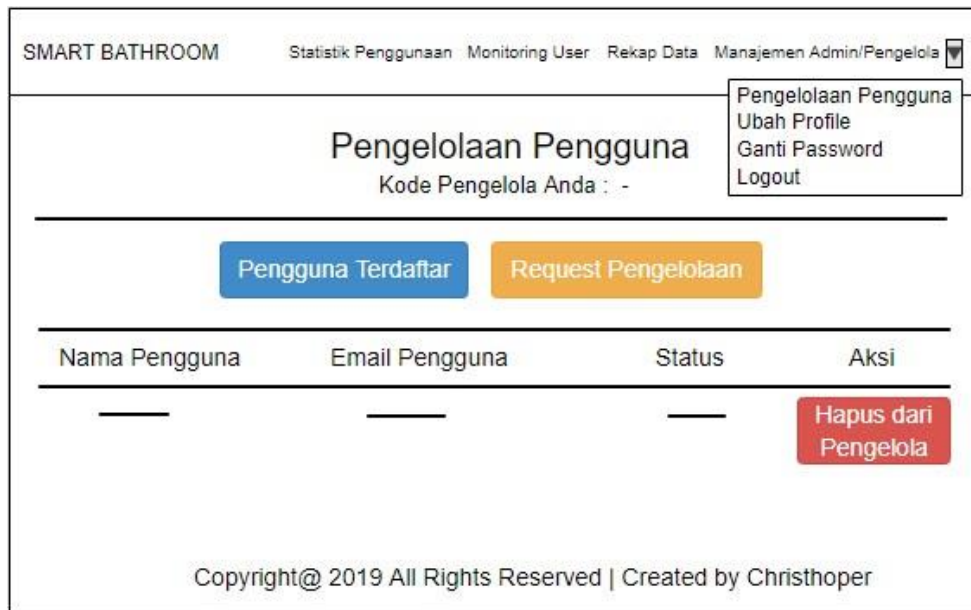 SMART BATHROOM
Statistik Penggunaan Monitoring User Rekap Data Manajemen Admin/Pengelola
Pengelolaan Pengguna
Ubah Profile
Ganti Password
Logout
Pengelolaan Pengguna
Kode Pengelola Anda : -
Pengguna Terdaftar
Request Pengelolaan
Nama Pengguna Email Pengguna Status Aksi
Hapus dari
Pengelola
Copyright@ 2019 All Rights Reserved | Created by Christhoper